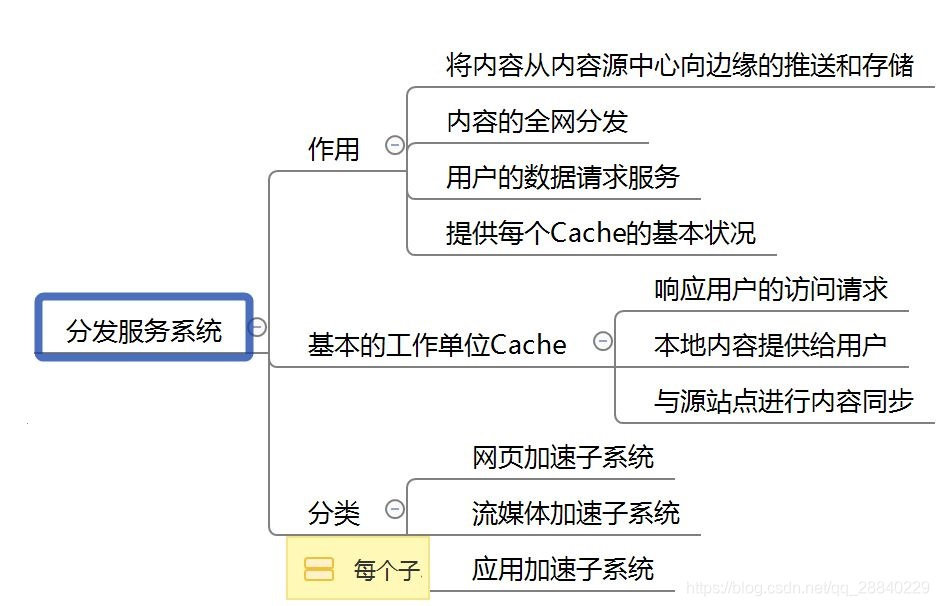 将内容从内容源中心向边缘的推送和存储
内容的全网分发
作用
用户的数据请求服务
提供每个Cache的基本状况
响应用户的访问请求
分发服务系统
基本的工作单位Cache
本地内容提供给用户
与源站点进行内容同步
网页加速子系统
分类
流媒体加速子系统
每个子
应用加速子系统
https://blog.csdn.net/qq_28840229